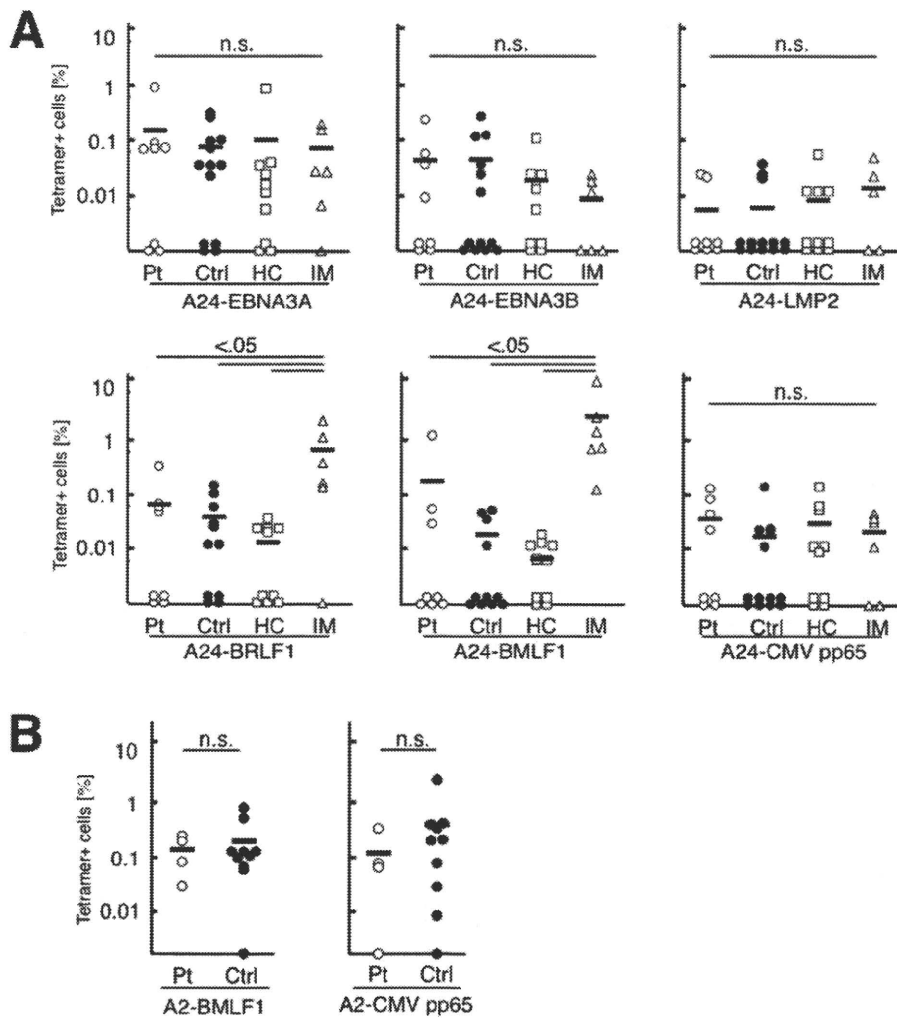 A
Tetramer+ cells [%]
10
1
0.1
0.01
n.s.
Pt Ctrl HC IM
A24-EBNA3A
n.s.
Pt Ctrl HC IM
A24-EBNA3B
n.s.
Pt Ctrl HC IM
A24-LMP2
Tetramer+ cells [%]
10
1
0.1
0.01
<.05
Pt Ctrl HC IM
A24-BRLF1
<.05
Pt Ctrl HC IM
A24-BMLF1
n.s.
Pt Ctrl HC IM
A24-CMV pp65
B
Tetramer+ cells [%]
10
1
0.1
0.01
n.s.
Pt Ctrl
A2-BMLF1
n.s.
Pt Ctrl
A2-CMV pp65